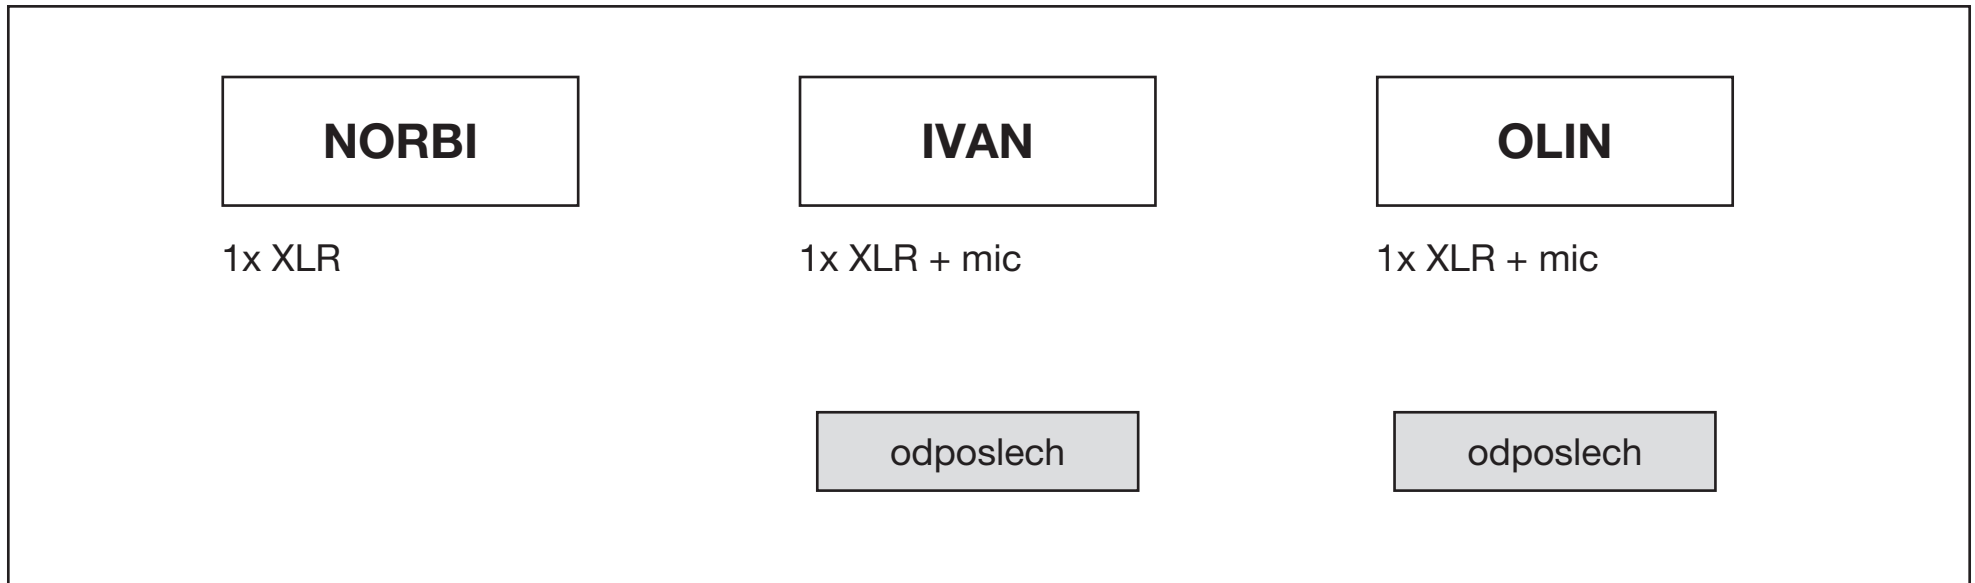 NORBI
IVAN
OLIN
1x XLR
1x XLR + mic
1x XLR + mic
odposlech
odposlech